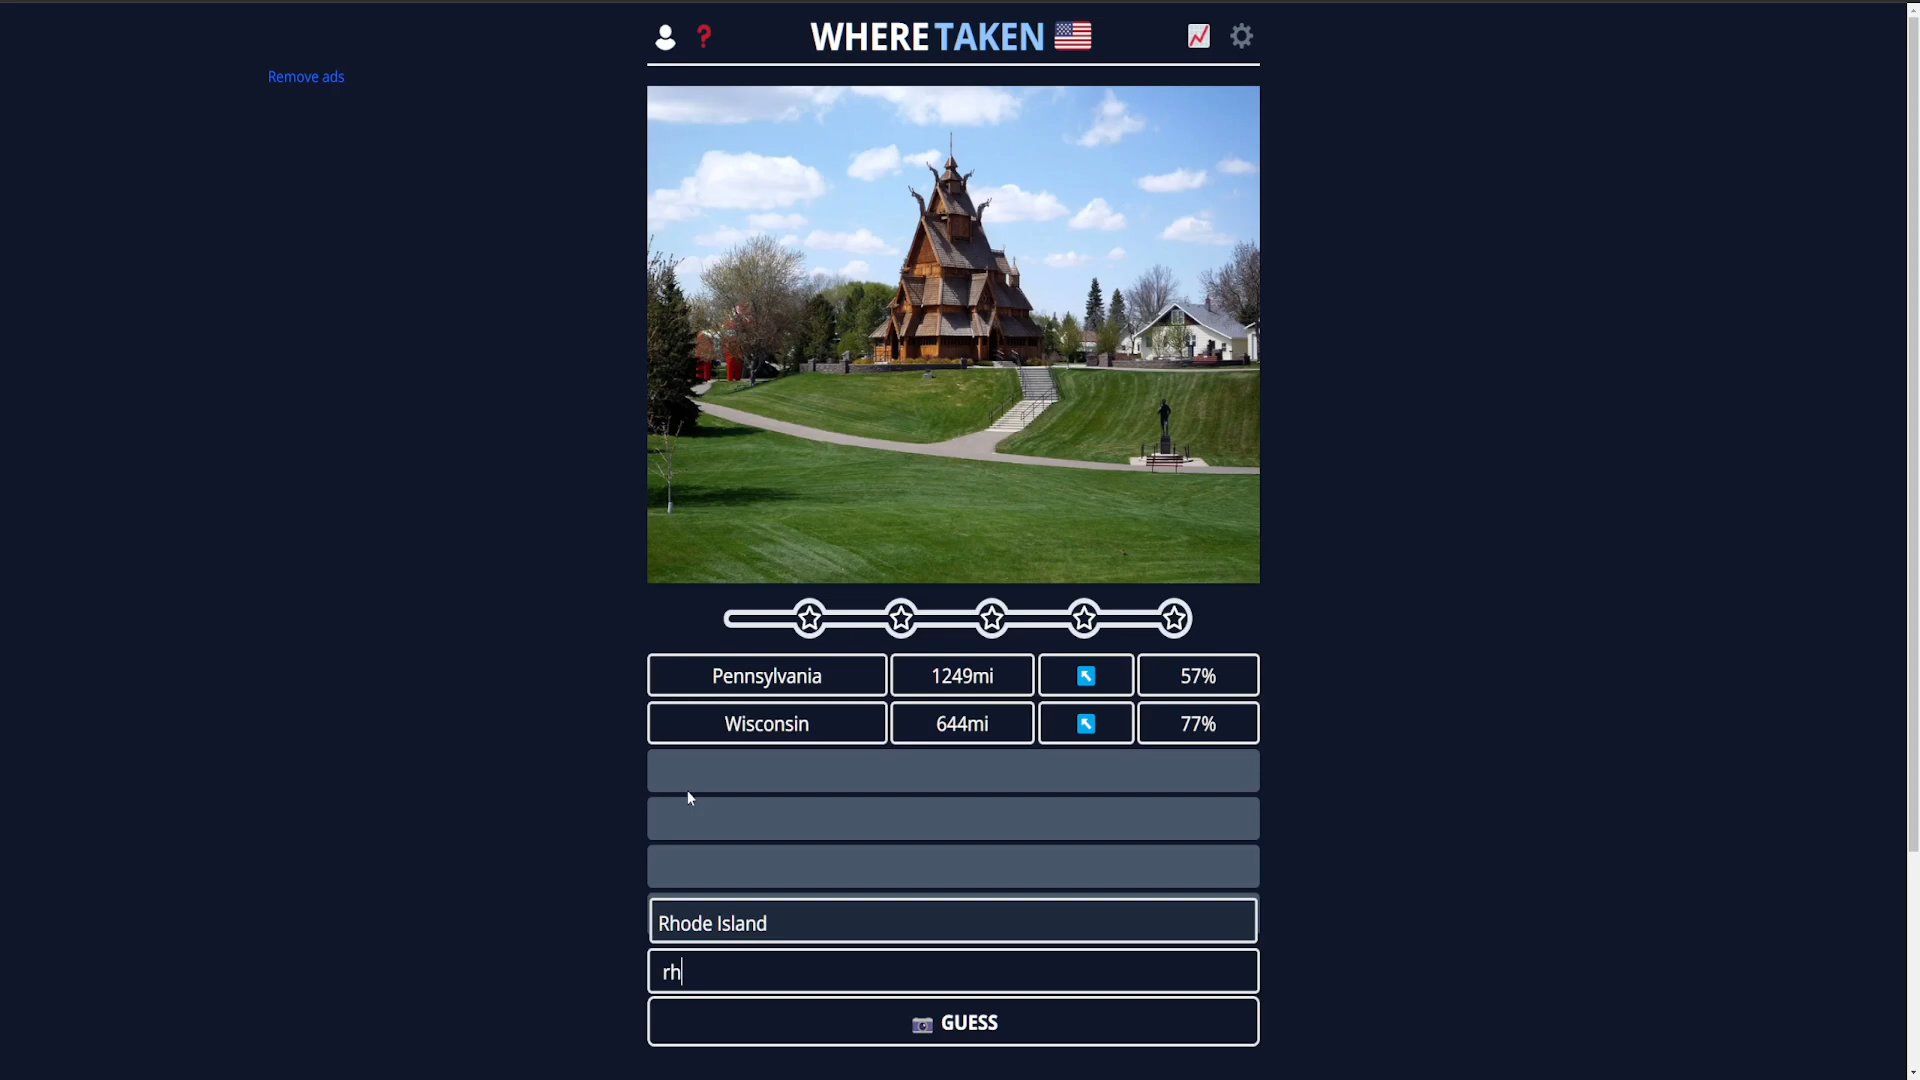 WHERE TAKEN
Remove ads
Pennsylvania 1249mi 57%
Wisconsin 644mi 77%
Rhode Island
rh
GUESS